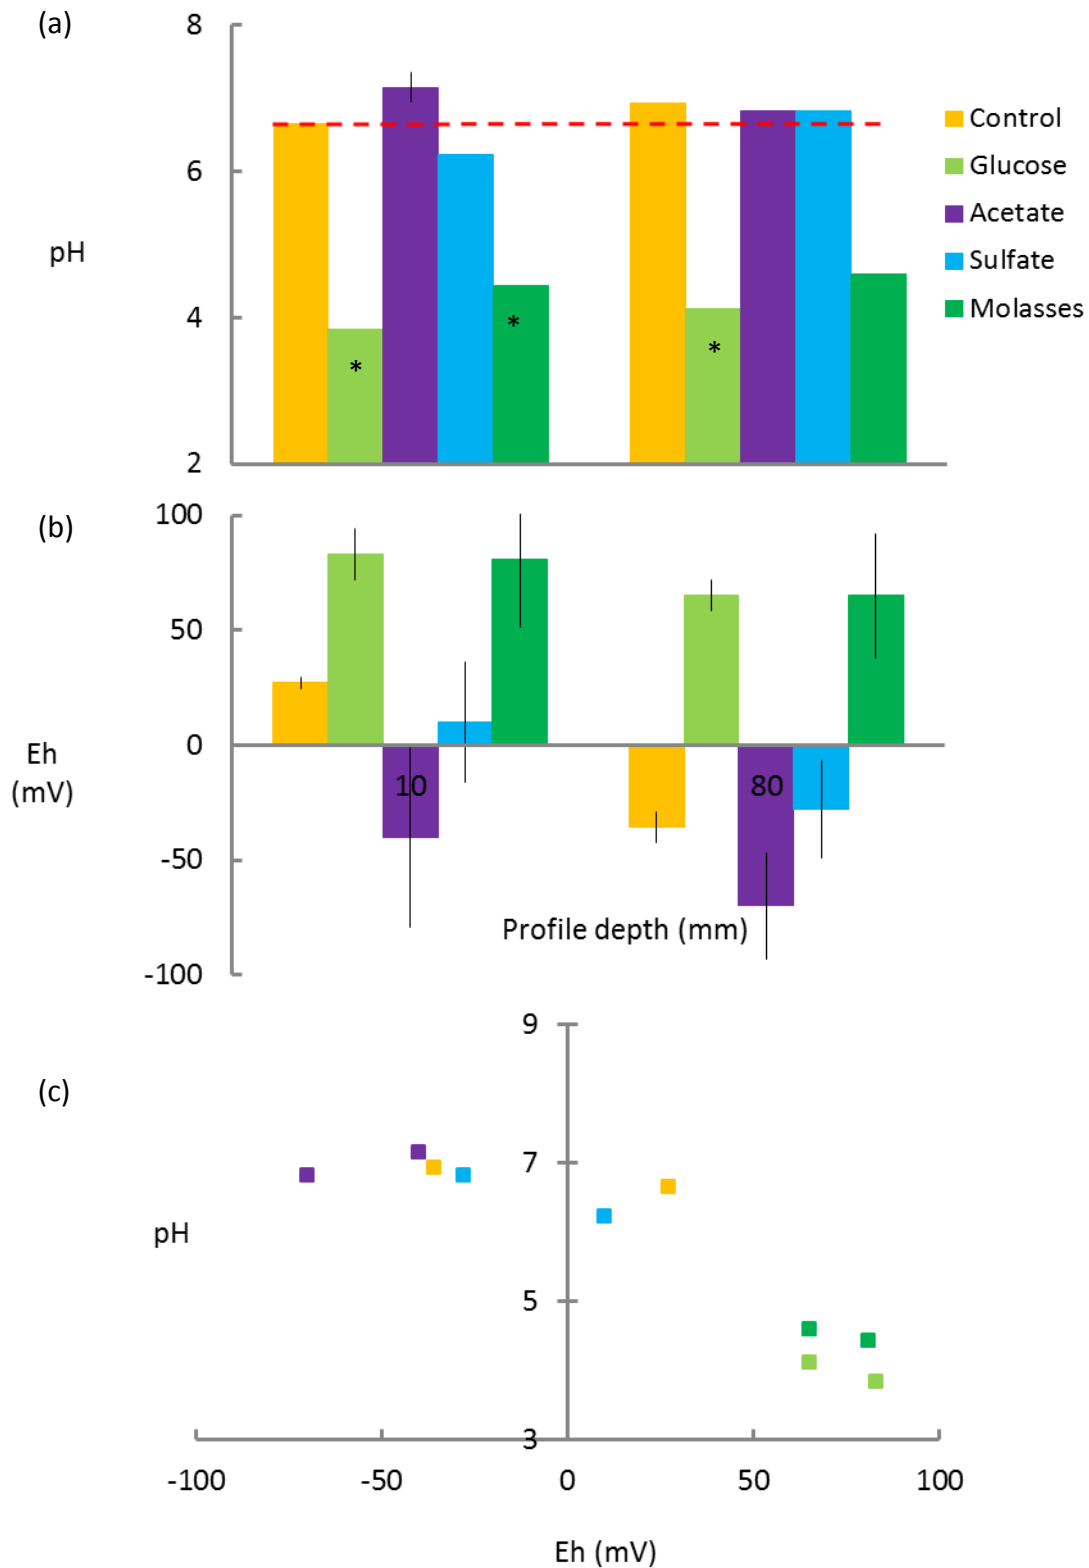 (a)
8
6
4
2
pH
*
*
*
Control
Glucose
Acetate
Sulfate
Molasses
(b)
100
50
0
-50
-100
Eh
(mV)
10
80
Profile depth (mm)
(c)
9
7
5
3
pH
-100
-50
0
50
100
Eh (mV)